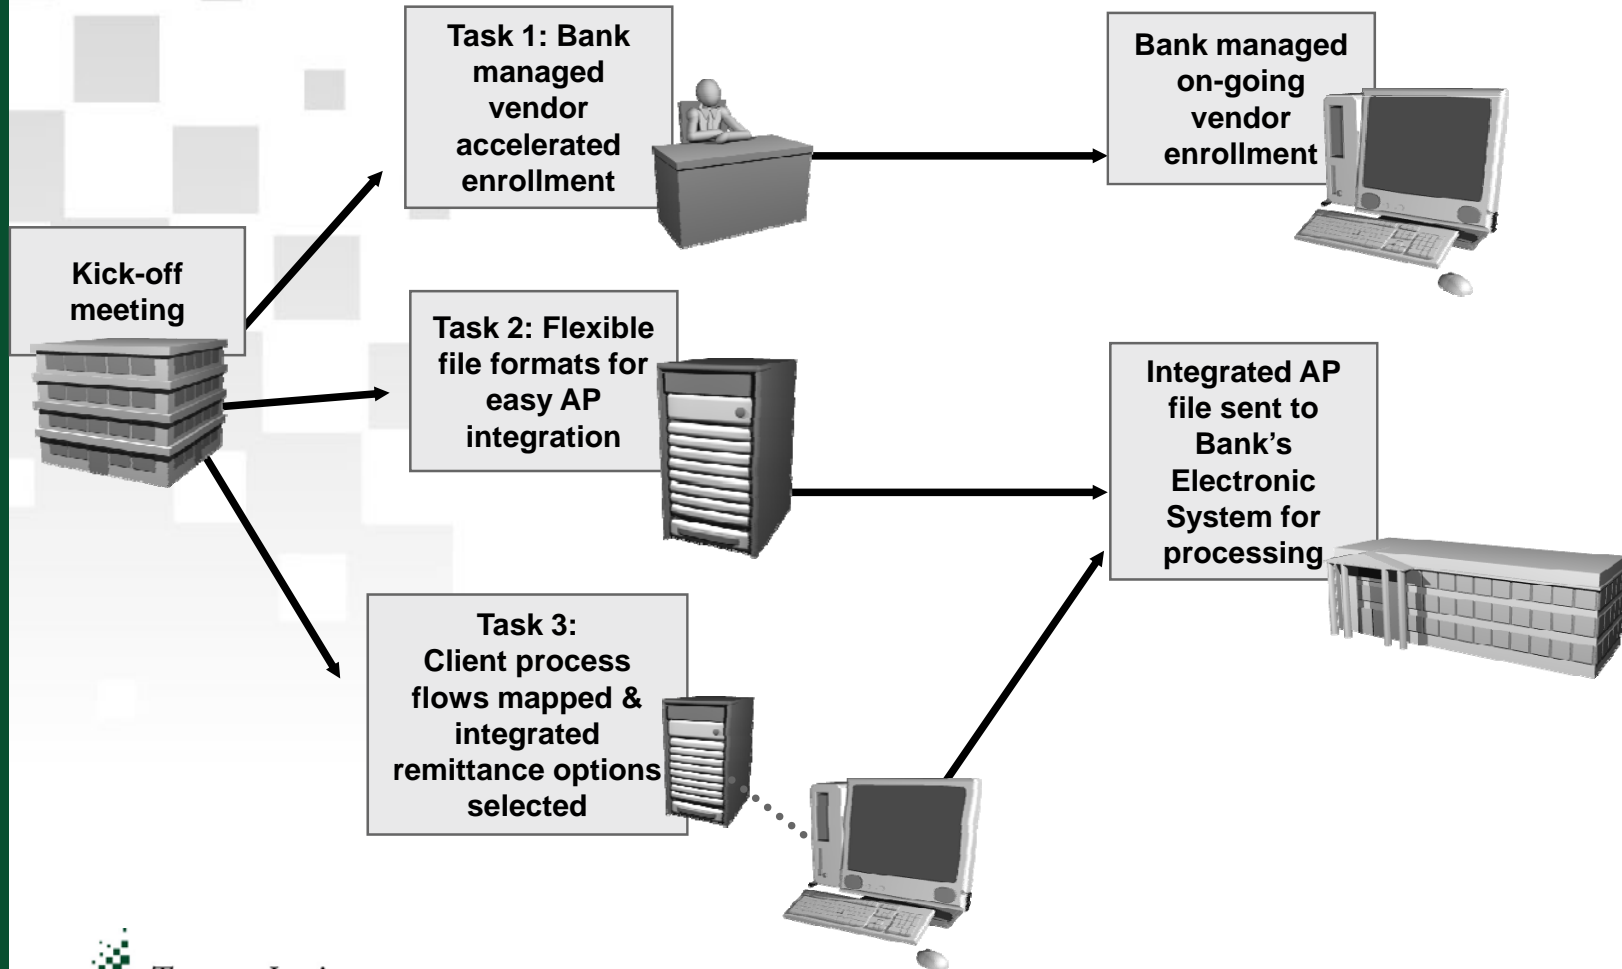 Task 1: Bank
managed
vendor
accelerated
enrollment
Bank managed
on-going
vendor
enrollment
Kick-off
meeting
Task 2: Flexible
file formats for
easy AP
integration
Integrated AP
file sent to
Bank’s
Electronic
System for
processing
Task 3:
Client process
flows mapped &
integrated
remittance options
selected